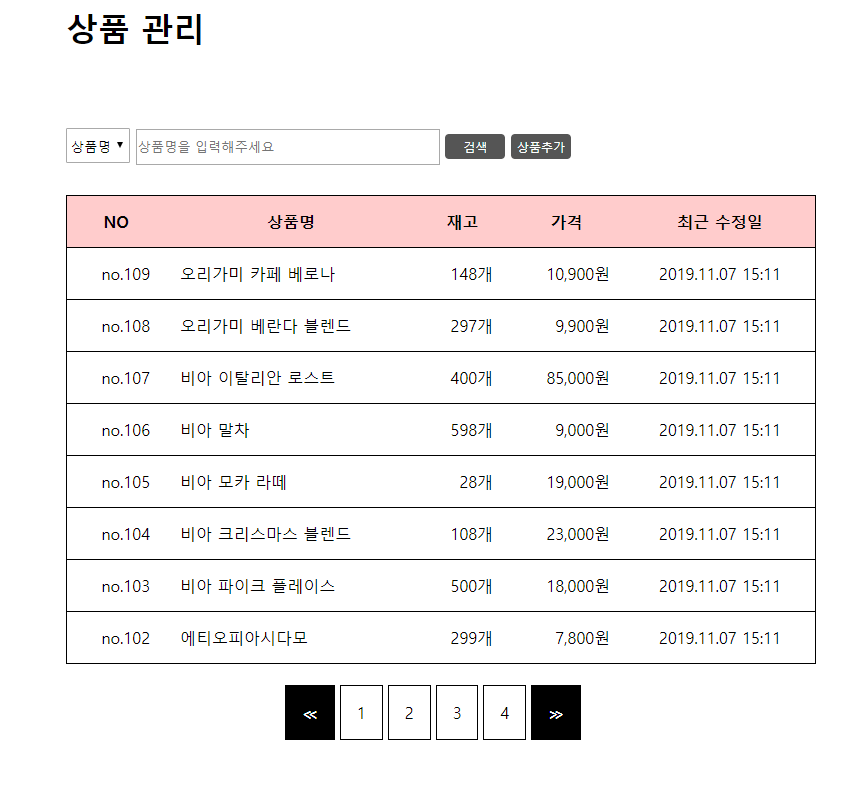 상품 관리
상품명 ▼ 상품명을 입력해주세요 검색 상품추가
NO 상품명 재고 가격 최근 수정일
no.109 오리가미 카페 베로나 148개 10,900원 2019.11.07 15:11
no.108 오리가미 베란다 블렌드 297개 9,900원 2019.11.07 15:11
no.107 비아 이탈리안 로스트 400개 85,000원 2019.11.07 15:11
no.106 비아 말차 598개 9,000원 2019.11.07 15:11
no.105 비아 모카 라떼 28개 19,000원 2019.11.07 15:11
no.104 비아 크리스마스 블렌드 108개 23,000원 2019.11.07 15:11
no.103 비아 파이크 플레이스 500개 18,000원 2019.11.07 15:11
no.102 에티오피아시다모 299개 7,800원 2019.11.07 15:11
≪ 1 2 3 4 ≫